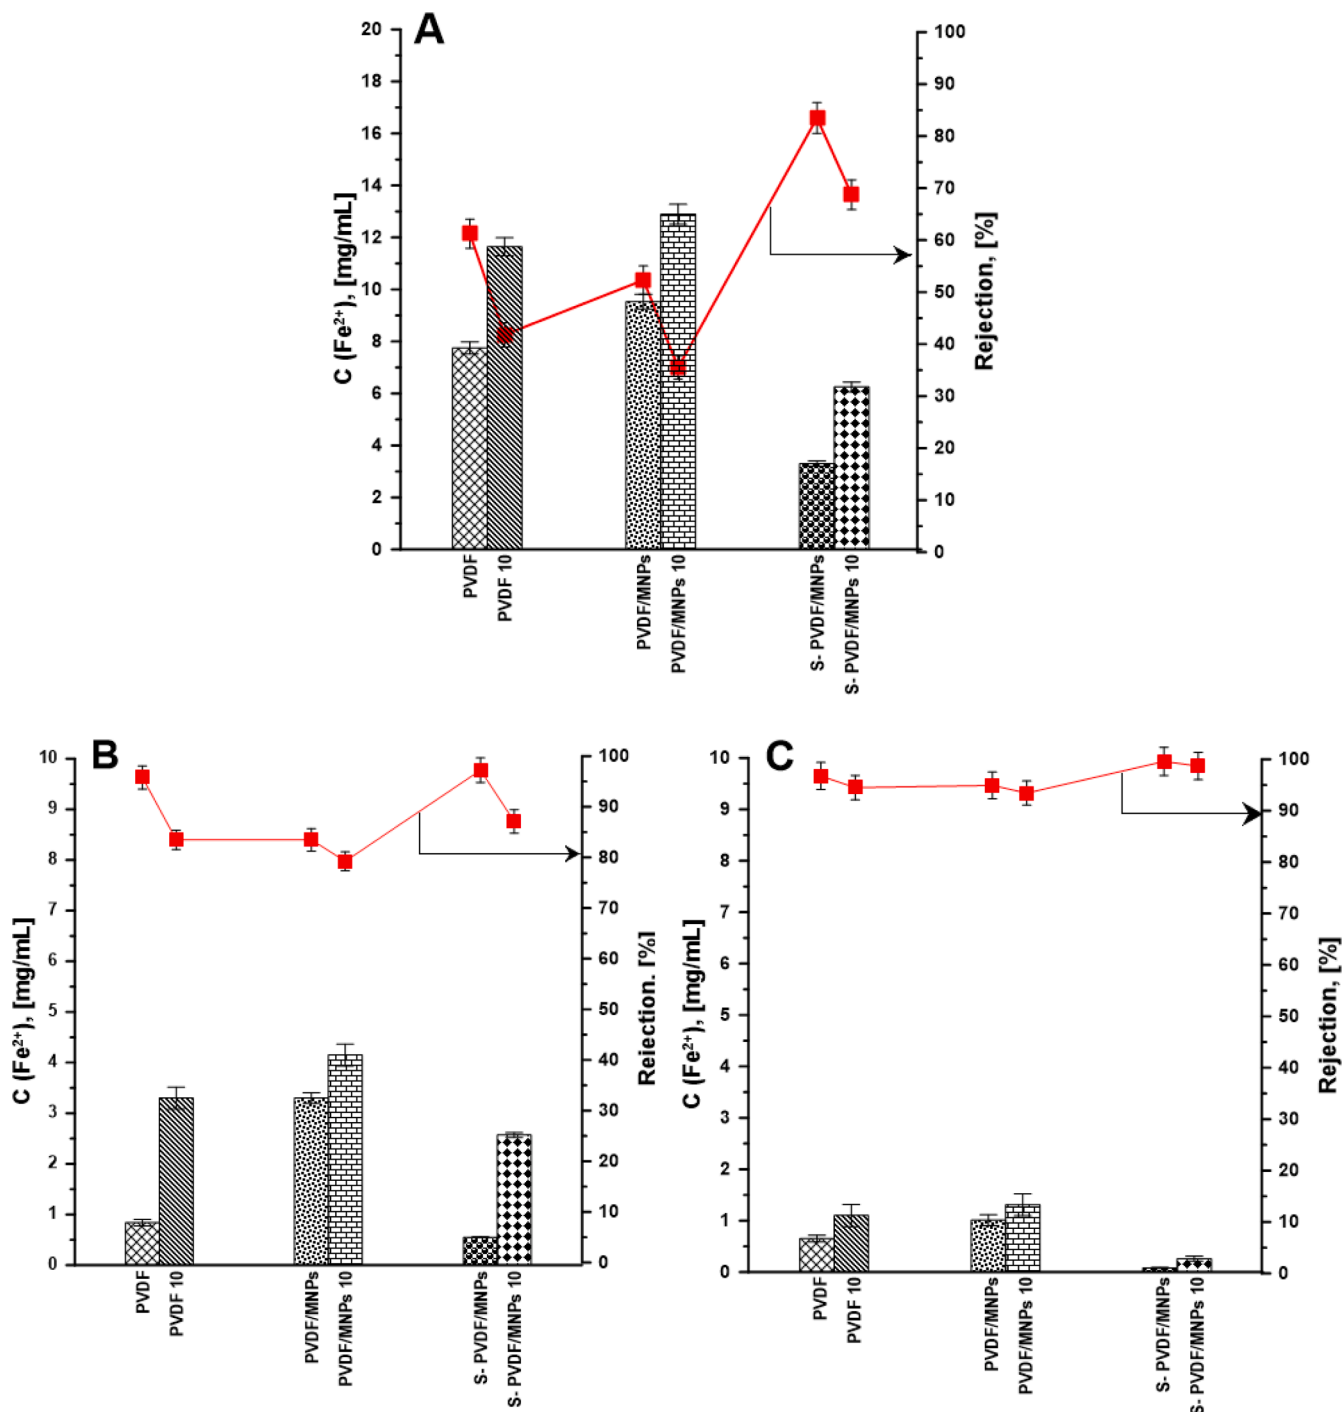 A
20
18
16
14
12
10
8
6
4
2
0
C (Fe²⁺), [mg/mL]
100
90
80
70
60
50
40
30
20
10
0
Rejection, [%]
PVDF
PVDF 10
PVDF/MNPs
PVDF/MNPs 10
S- PVDF/MNPs
S- PVDF/MNPs 10
B
10
9
8
7
6
5
4
3
2
1
0
C (Fe²⁺), [mg/mL]
100
90
80
70
60
50
40
30
20
10
0
Rejection. [%]
PVDF
PVDF 10
PVDF/MNPs
PVDF/MNPs 10
S- PVDF/MNPs
S- PVDF/MNPs 10
C
10
9
8
7
6
5
4
3
2
1
0
C (Fe²⁺), [mg/mL]
100
90
80
70
60
50
40
30
20
10
0
Rejection, [%]
PVDF
PVDF 10
PVDF/MNPs
PVDF/MNPs 10
S- PVDF/MNPs
S- PVDF/MNPs 10